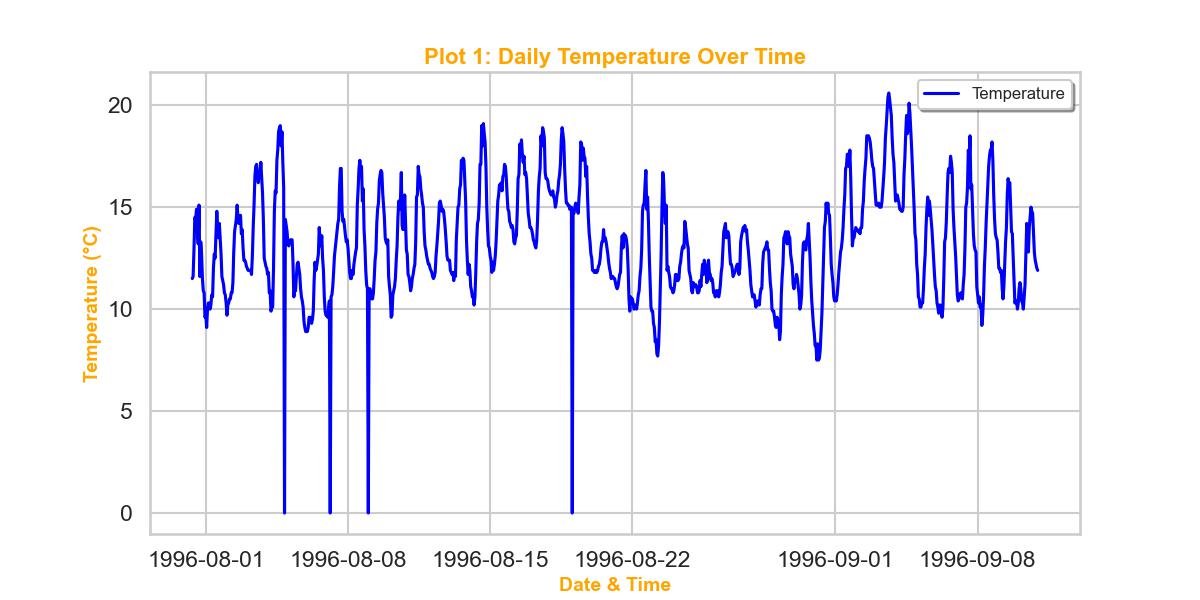 Plot 1: Daily Temperature Over Time
Temperature
20
15
10
5
0
Temperature (°C)
1996-08-01 1996-08-08 1996-08-15 1996-08-22 1996-09-01 1996-09-08
Date & Time